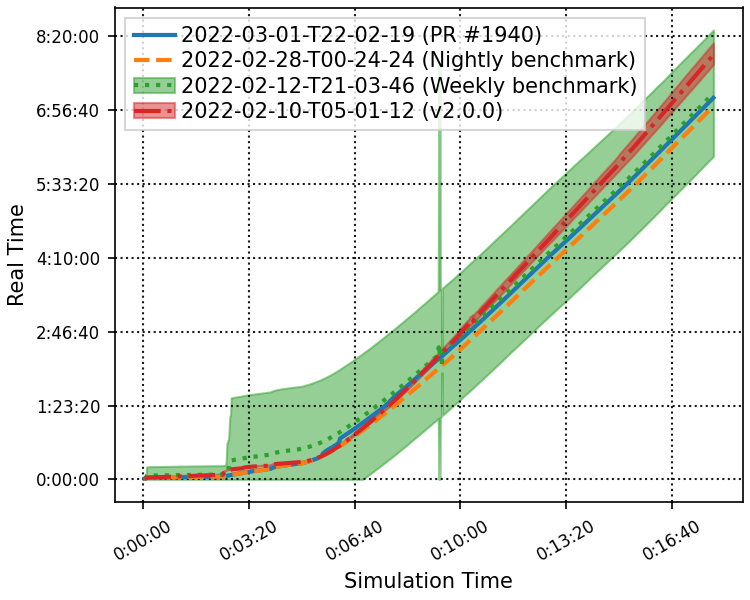 2022-03-01-T22-02-19 (PR #1940)
2022-02-28-T00-24-24 (Nightly benchmark)
2022-02-12-T21-03-46 (Weekly benchmark)
2022-02-10-T05-01-12 (v2.0.0)
Real Time
8:20:00
6:56:40
5:33:20
4:10:00
2:46:40
1:23:20
0:00:00
0:00:00
0:03:20
0:06:40
0:10:00
0:13:20
0:16:40
Simulation Time